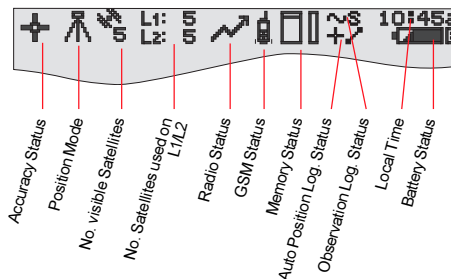 L1: 5
5
L2: 5
S
10:45a
Accuracy Status
Position Mode
No. visible Satellites
No. Satellites used on
L1/L2
Radio Status
GSM Status
Memory Status
Auto Position Log. Status
Observation Log. Status
Local Time
Battery Status